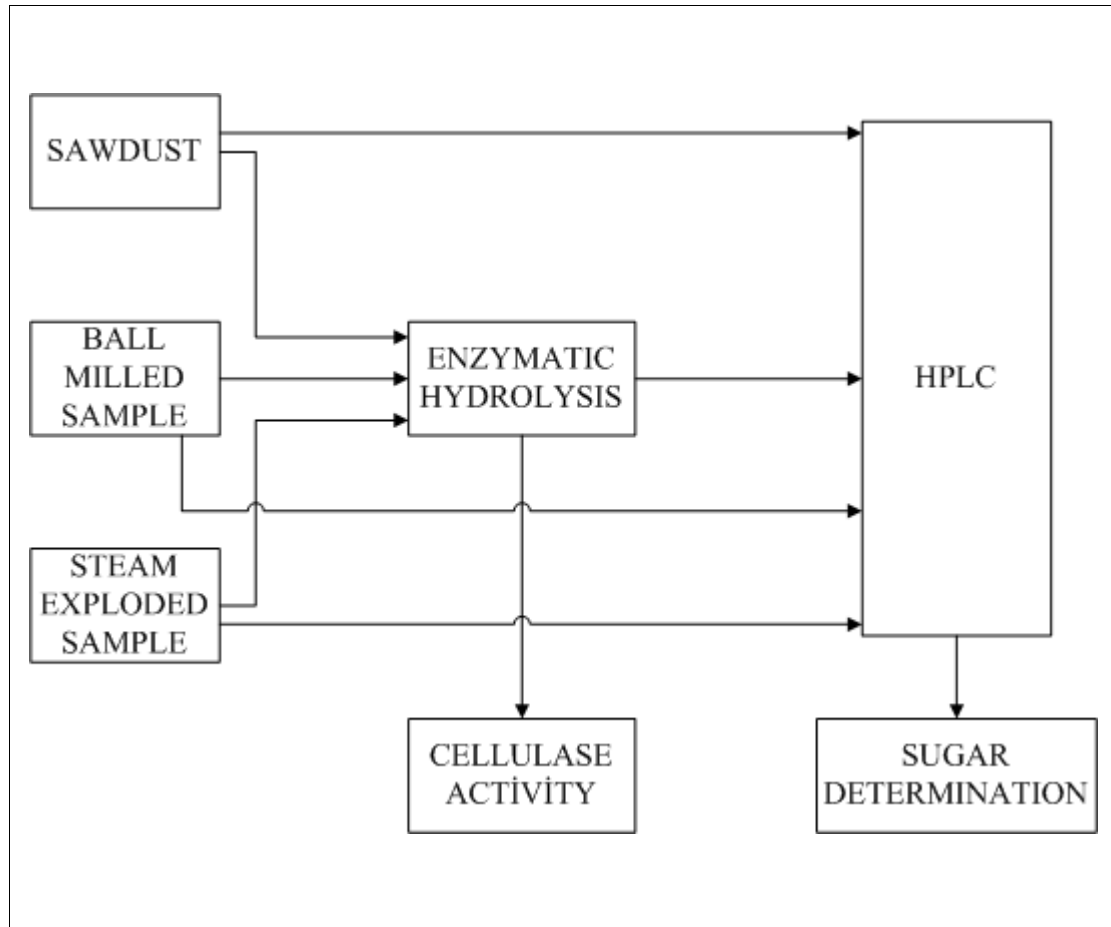 SAWDUST
BALL
MILLED
SAMPLE
ENZYMATIC
HYDROLYSIS
HPLC
STEAM
EXPLODED
SAMPLE
CELLULASE
ACTİVİTY
SUGAR
DETERMINATION